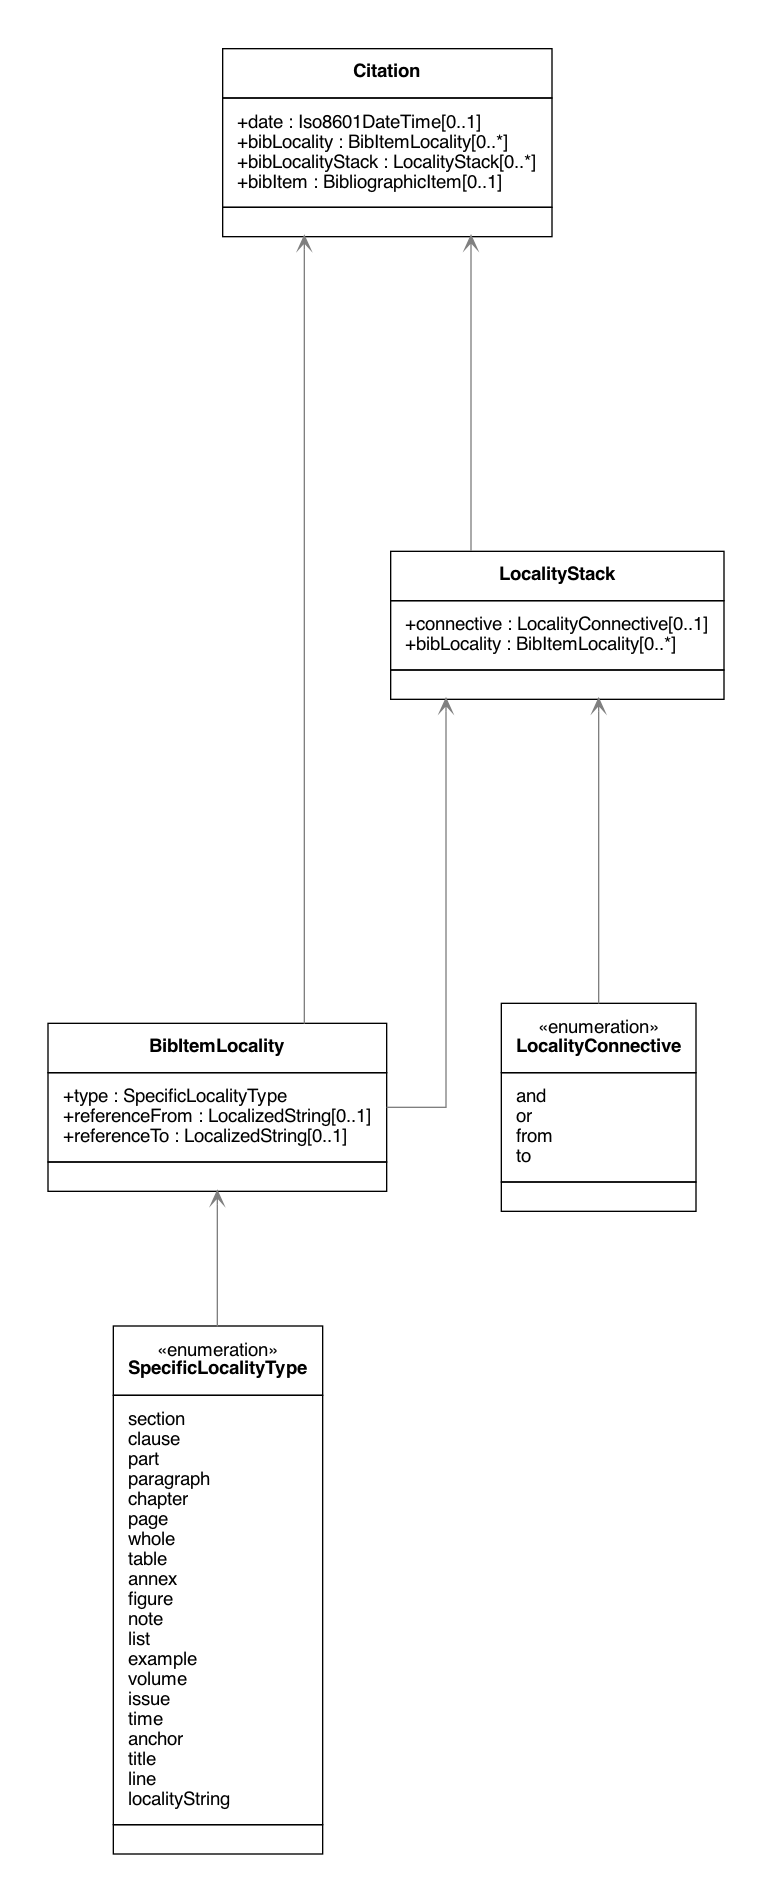 Citation
+date : Iso8601DateTime[0..1]
+bibLocality : BibItemLocality[0..*]
+bibLocalityStack : LocalityStack[0..*]
+bibItem : BibliographicItem[0..1]
LocalityStack
+connective : LocalityConnective[0..1]
+bibLocality : BibItemLocality[0..*]
BibItemLocality
+type : SpecificLocalityType
+referenceFrom : LocalizedString[0..1]
+referenceTo : LocalizedString[0..1]
«enumeration»
LocalityConnective
and
or
from
to
«enumeration»
SpecificLocalityType
section
clause
part
paragraph
chapter
page
whole
table
annex
figure
note
list
example
volume
issue
time
anchor
title
line
localityString